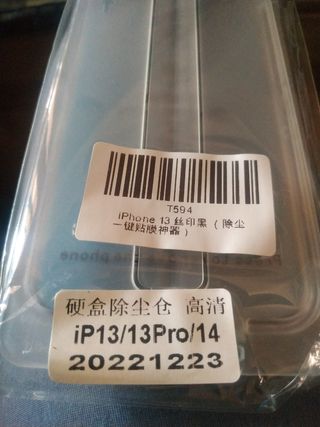 T594
iPhone 13 丝印黑（除尘
一键贴膜神器）
硬盒除尘仓 高清
iP13/13Pro/14
20221223